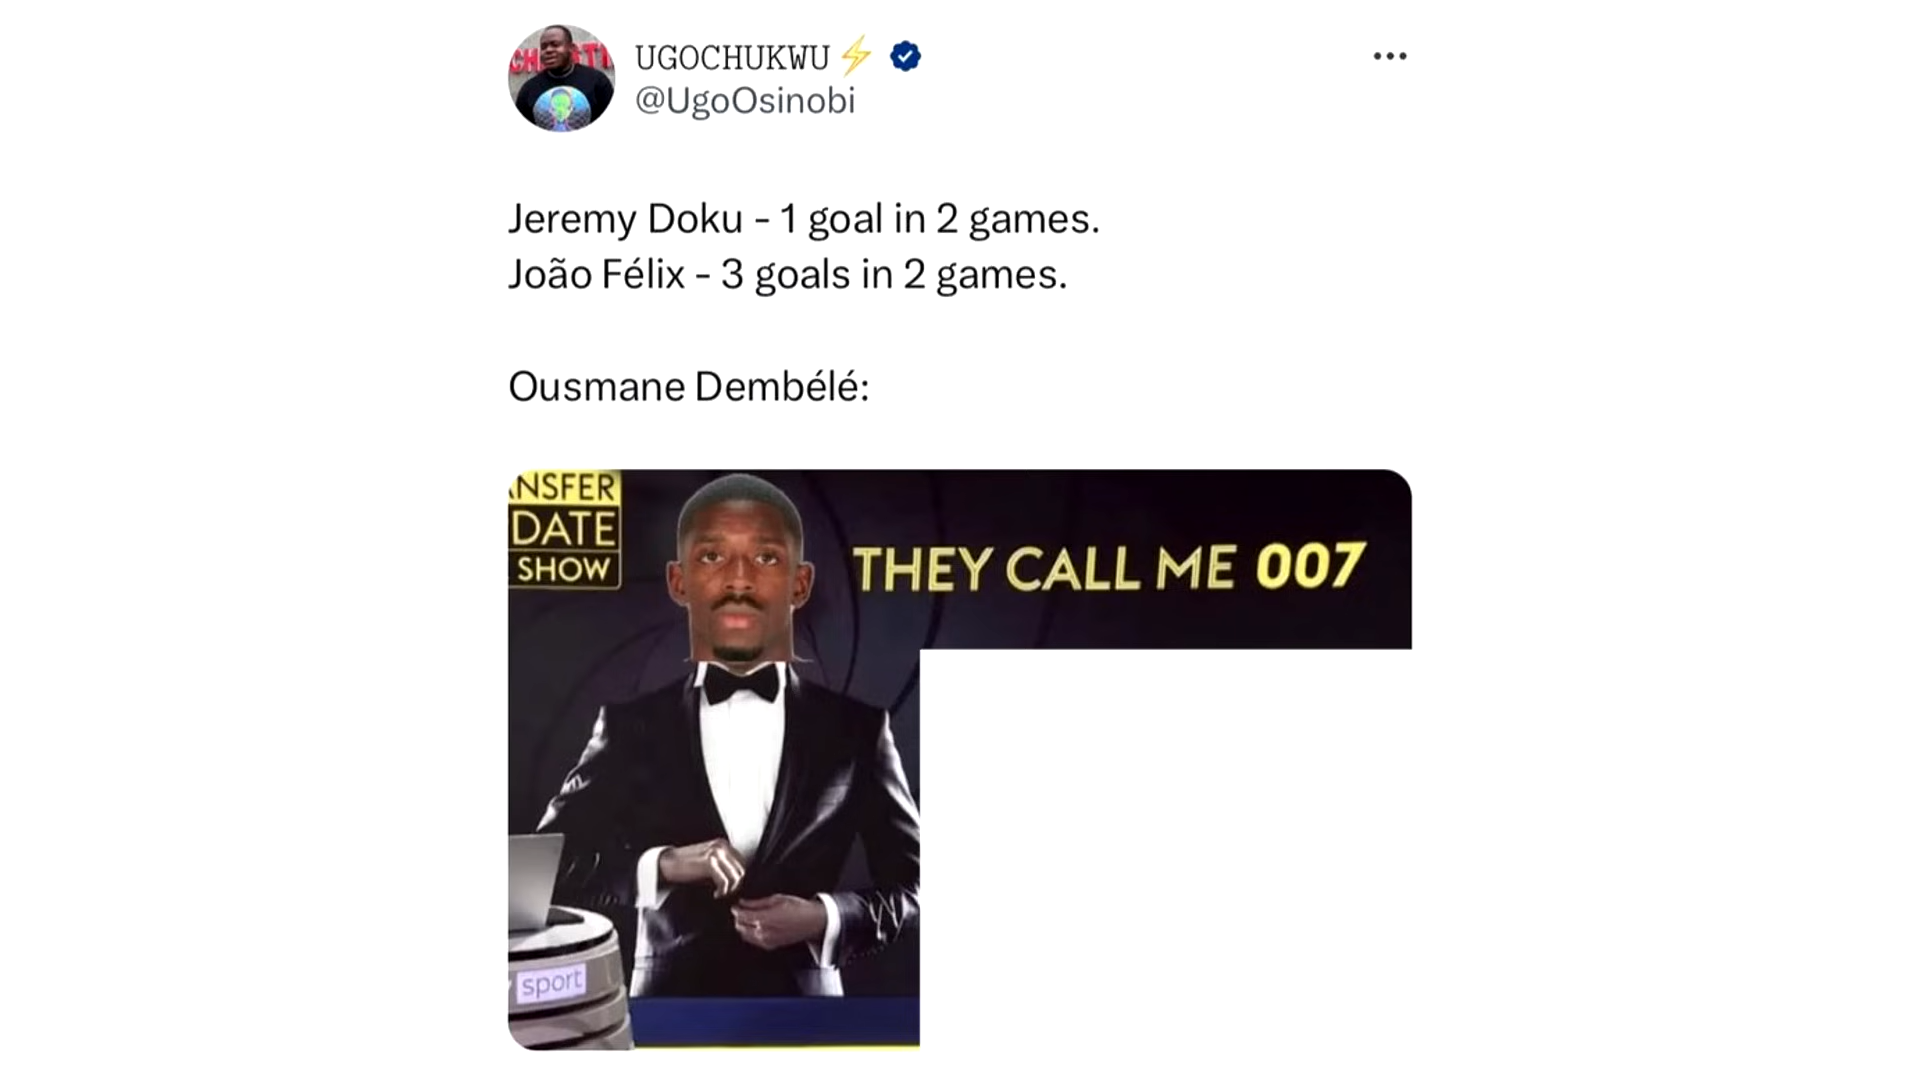 UGOCHUKWU⚡
@UgoOsinobi
Jeremy Doku - 1 goal in 2 games.
João Félix - 3 goals in 2 games.
Ousmane Dembélé:
NSFER
DATE
SHOW
THEY CALL ME 007
sport